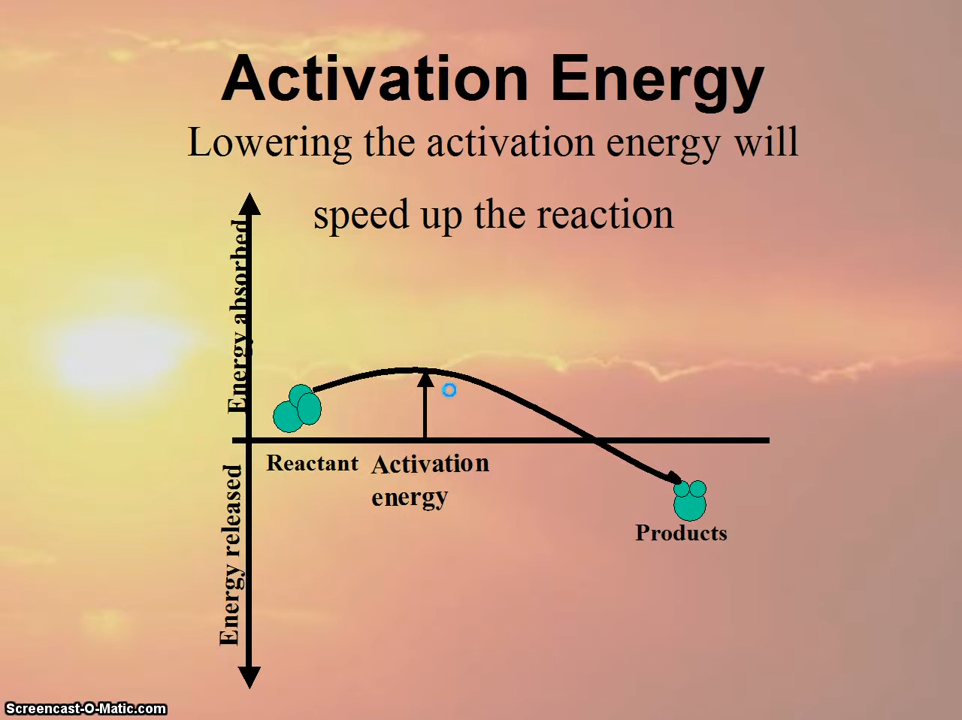 Activation Energy
Lowering the activation energy will
speed up the reaction
Energy absorbed
Energy released
Reactant
Activation
energy
Products
Screencast-O-Matic.com